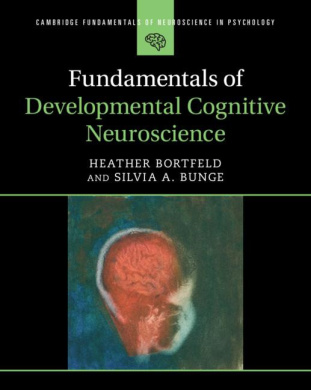 CAMBRIDGE FUNDAMENTALS OF NEUROSCIENCE IN PSYCHOLOGY
Fundamentals of
Developmental Cognitive
Neuroscience
HEATHER BORTFELD
AND SILVIA A. BUNGE